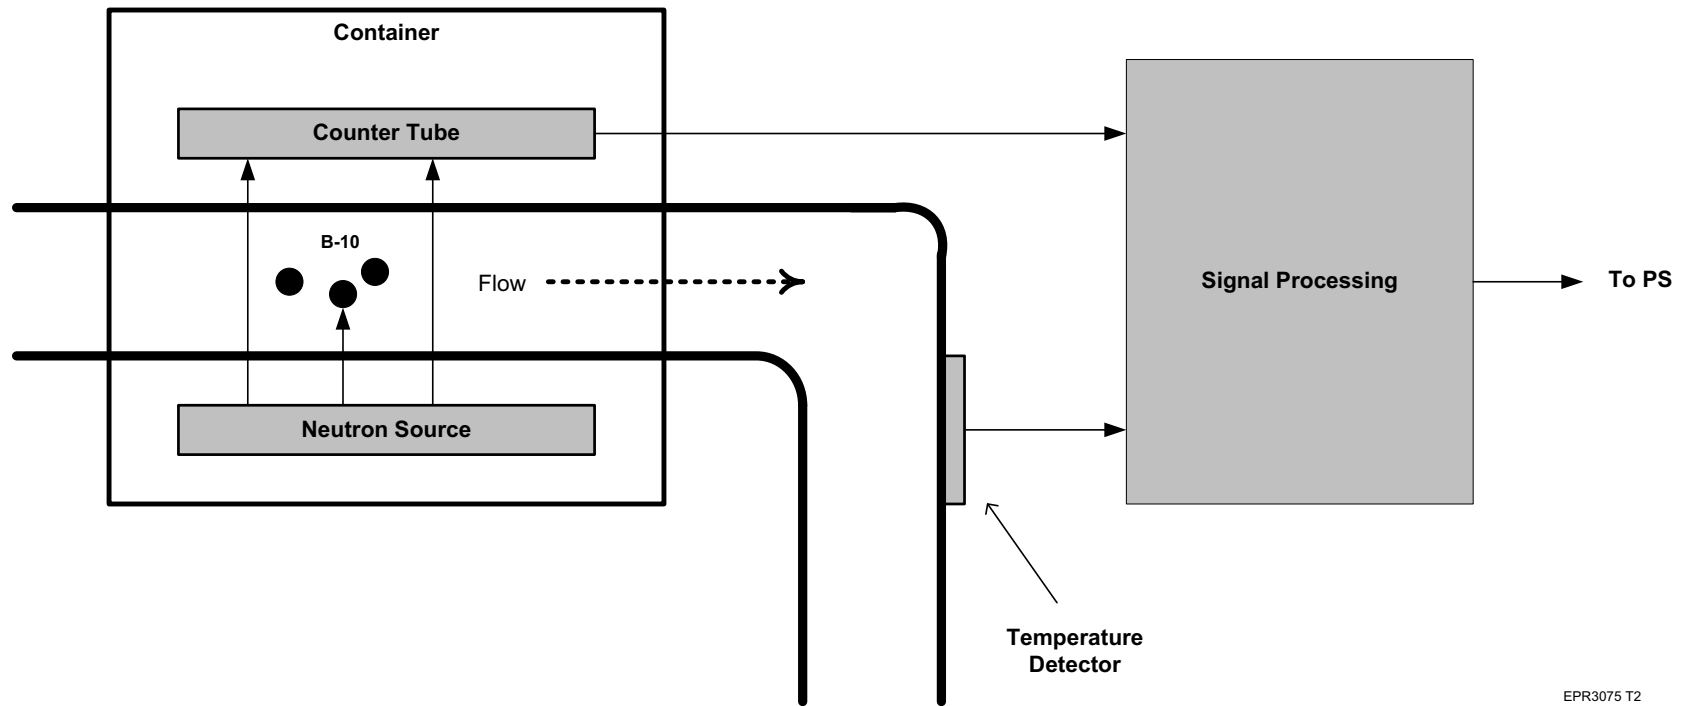 Container
Counter Tube
B-10
Flow
Signal Processing
To PS
Neutron Source
Temperature
Detector
EPR3075 T2